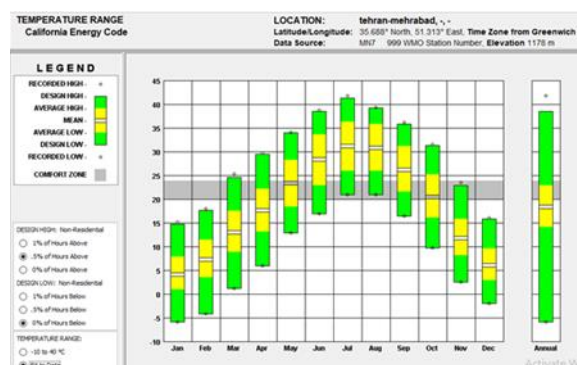 TEMPERATURE RANGE
California Energy Code
LOCATION: tehran-mehrabad, -, -
Latitude/Longitude: 35.688° North, 51.313° East, Time Zone from Greenwich
Data Source: MN7 999 WMO Station Number, Elevation 1178 m
LEGEND
RECORDED HIGH -
DESIGN HIGH -
AVERAGE HIGH -
MEAN -
AVERAGE LOW -
DESIGN LOW -
RECORDED LOW -
COMFORT ZONE
DESIGN HIGH: Non-Residential
1% of Hours Above
.5% of Hours Above
0% of Hours Above
DESIGN LOW: Non-Residential
1% of Hours Below
.5% of Hours Below
0% of Hours Below
TEMPERATURE RANGE:
-10 to 40 °C
Fit to Data
45
40
35
30
25
20
15
10
5
0
-5
-10
Jan Feb Mar Apr May Jun Jul Aug Sep Oct Nov Dec Annual